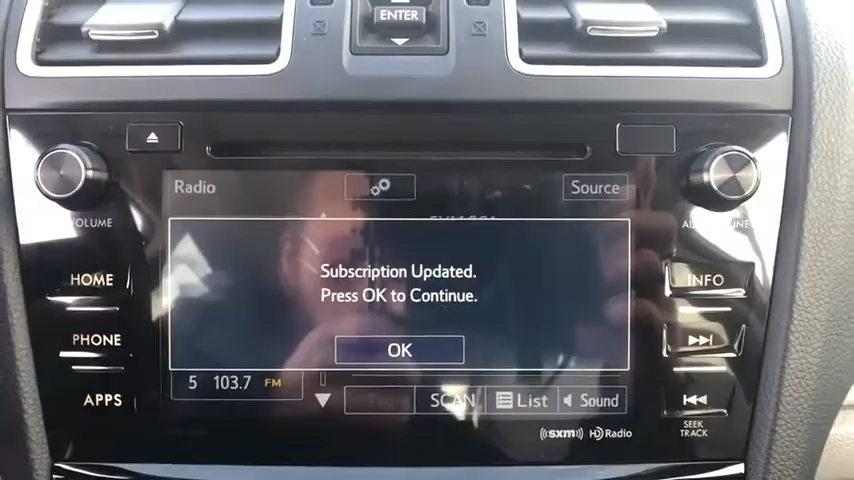 ENTER
Radio
Source
VOLUME
HOME
INFO
Subscription Updated.
Press OK to Continue.
PHONE
OK
5 103.7 FM
APPS
SCAN
List
Sound
((sxm))
HD Radio
SEEK
TRACK